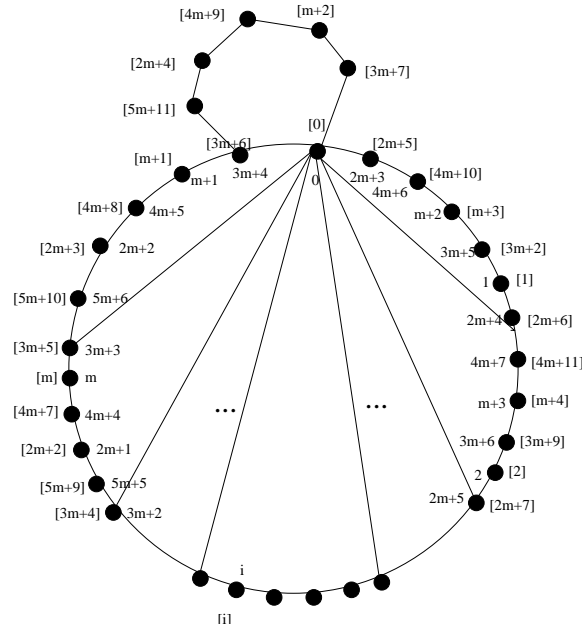 [4m+9]
[m+2]
[2m+4]
[3m+7]
[5m+11]
[0]
[3m+6]
[2m+5]
[m+1]
3m+4
2m+3
[4m+10]
m+1
0
4m+6
[4m+8]
4m+5
m+2
[m+3]
[2m+3]
2m+2
3m+5
[3m+2]
1
[1]
[5m+10]
5m+6
2m+4
[2m+6]
[3m+5]
3m+3
4m+7
[4m+11]
[m]
m
...
...
m+3
[m+4]
[4m+7]
4m+4
3m+6
[3m+9]
[2m+2]
2m+1
2
[2]
[5m+9]
5m+5
2m+5
[2m+7]
[3m+4]
3m+2
i
[i]